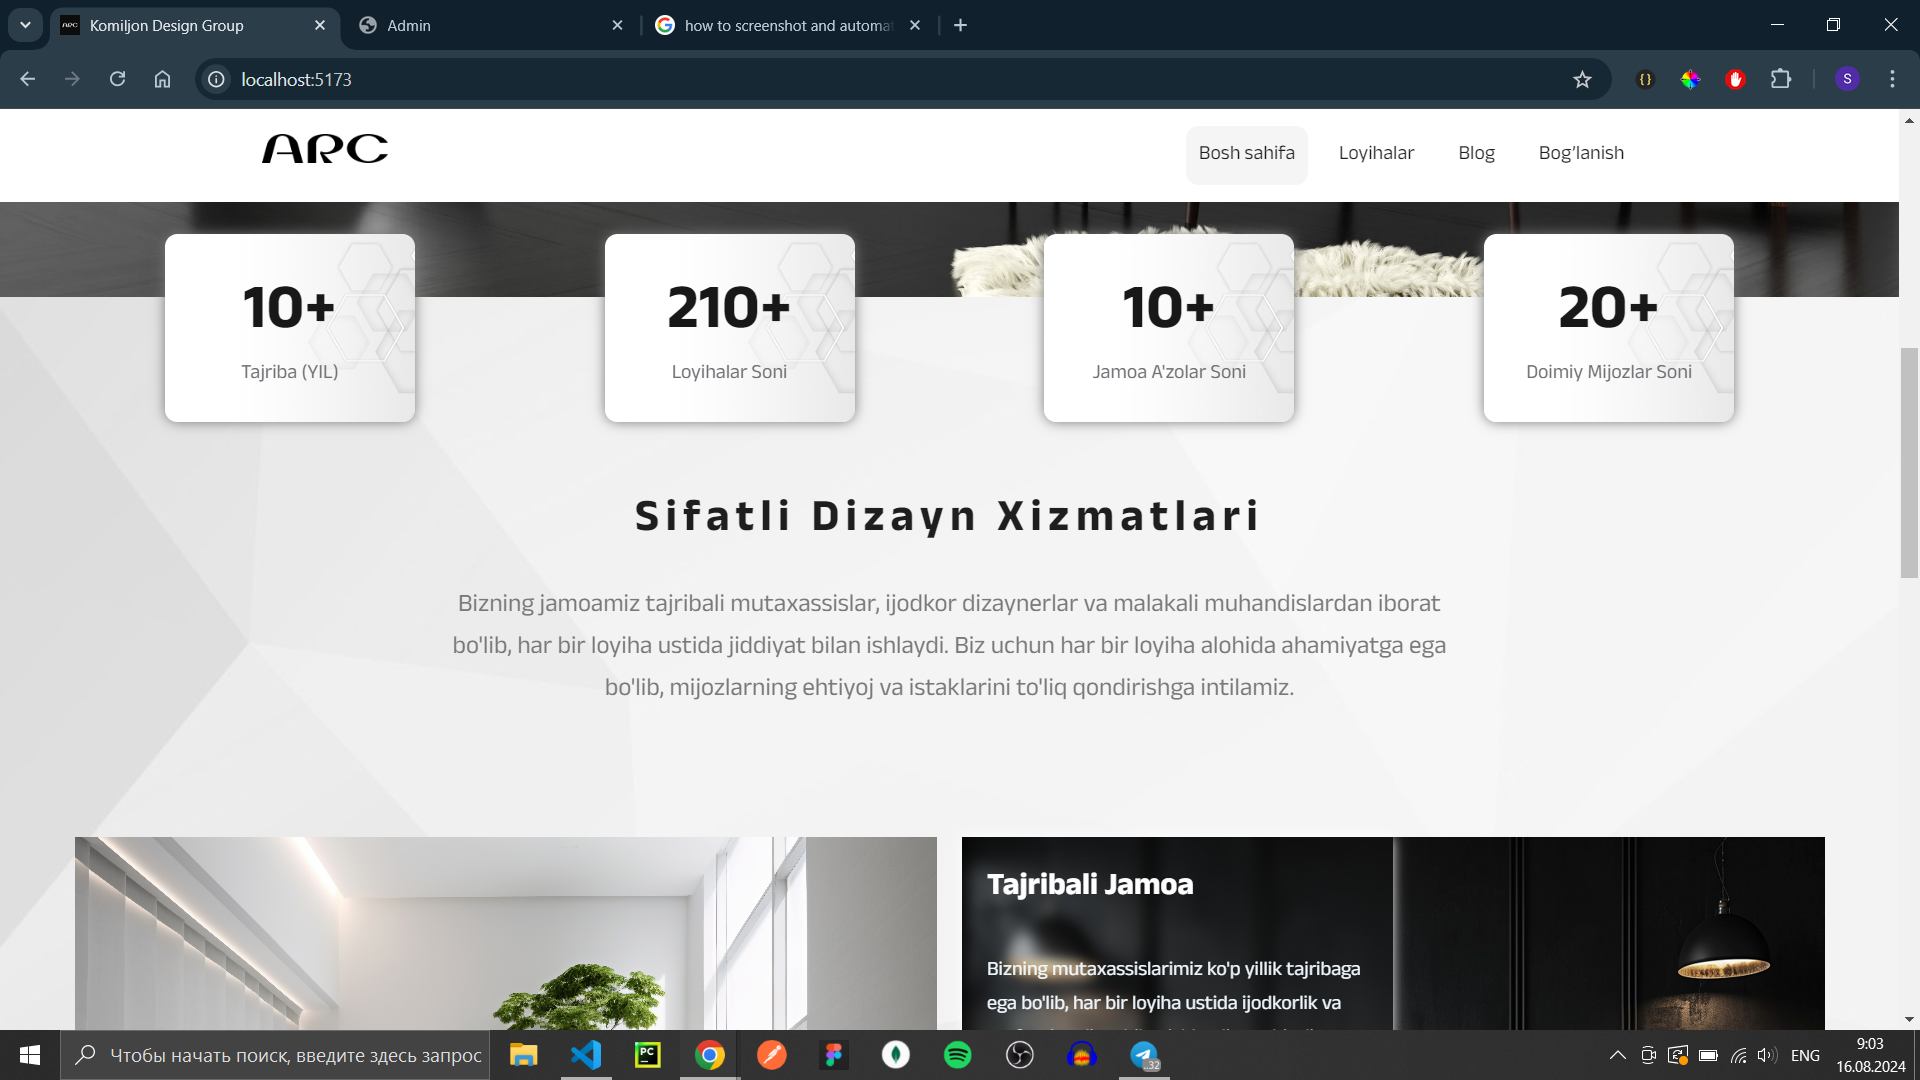 Komiljon Design Group
Admin
how to screenshot and automa
localhost:5173
{}
S
ARC
Bosh sahifa
Loyihalar
Blog
Bog‘lanish
10+
210+
10+
20+
Tajriba (YIL)
Loyihalar Soni
Jamoa A'zolar Soni
Doimiy Mijozlar Soni
Sifatli Dizayn Xizmatlari
Bizning jamoamiz tajribali mutaxassislar, ijodkor dizaynerlar va malakali muhandislardan iborat
bo'lib, har bir loyiha ustida jiddiyat bilan ishlaydi. Biz uchun har bir loyiha alohida ahamiyatga ega
bo'lib, mijozlarning ehtiyoj va istaklarini to'liq qondirishga intilamiz.
Tajribali Jamoa
Bizning mutaxassislarimiz ko'p yillik tajribaga
ega bo'lib, har bir loyiha ustida ijodkorlik va
Чтобы начать поиск, введите здесь запрос
PC
..32
ENG
9:03
16.08.2024